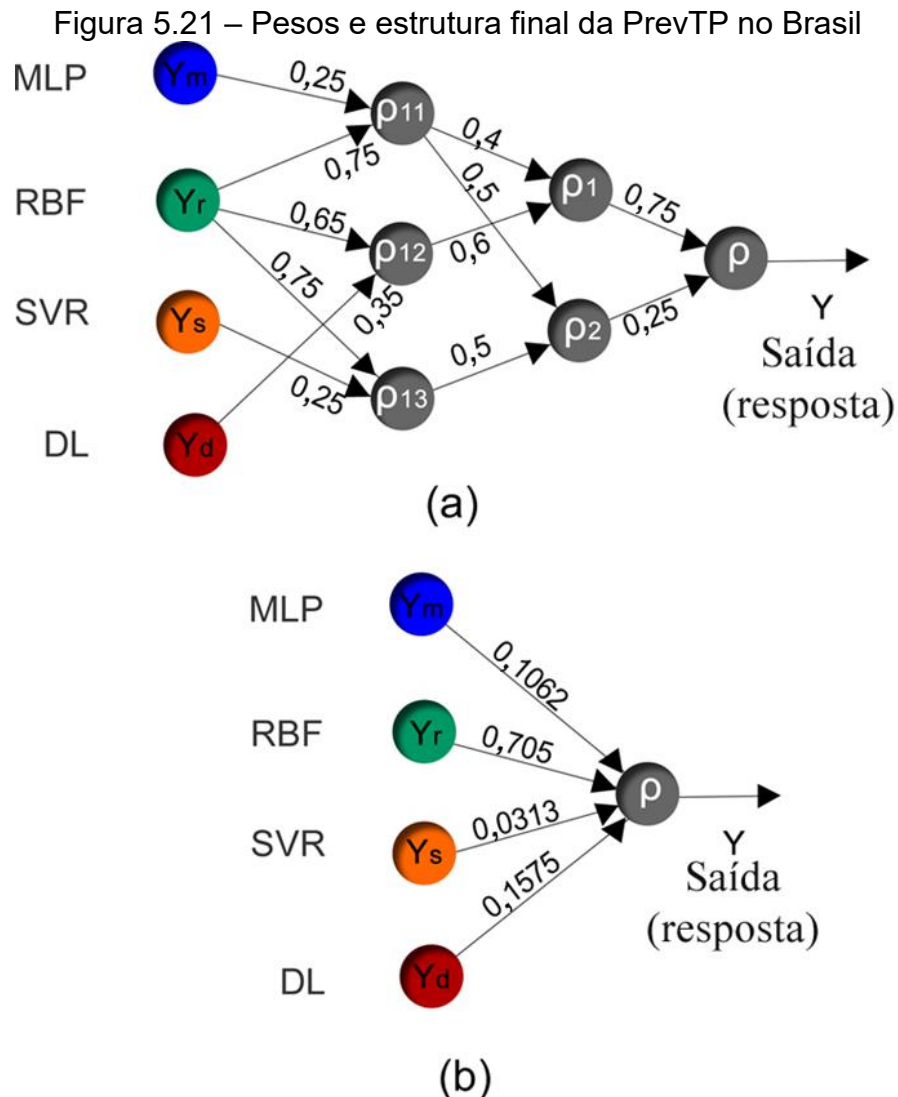 Figura 5.21 – Pesos e estrutura final da PrevTP no Brasil
MLP
Ym
0,25
ρ11
0,4
0,75
0,5
ρ1
0,75
RBF
Yr
0,65
ρ12
0,6
ρ
0,75
0,35
SVR
Ys
ρ2
0,25
Y
0,5
Saída
(resposta)
0,25
ρ13
DL
Yd
(a)
MLP
Ym
0,1062
RBF
Yr
0,705
ρ
0,0313
SVR
Ys
Y
Saída
(resposta)
0,1575
DL
Yd
(b)